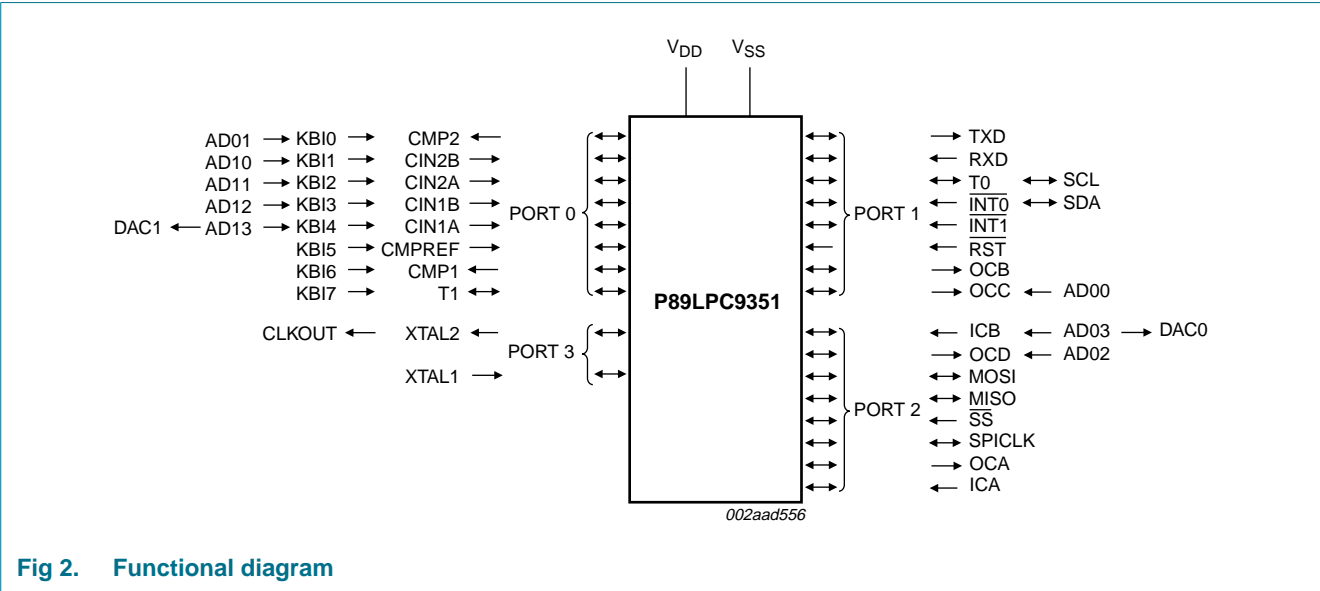 VDD VSS
AD01 KBI0 CMP2 TXD
AD10 KBI1 CIN2B RXD
AD11 KBI2 CIN2A T0 SCL
AD12 KBI3 CIN1B PORT 0 PORT 1 INT0 SDA
DAC1 AD13 KBI4 CIN1A INT1
KBI5 CMPREF RST
KBI6 CMP1 OCB
KBI7 T1 P89LPC9351 OCC AD00
CLKOUT XTAL2 ICB AD03 DAC0
PORT 3 OCD AD02
XTAL1 MOSI
MISO
PORT 2 SS
SPICLK
OCA
ICA
002aad556
Fig 2. Functional diagram